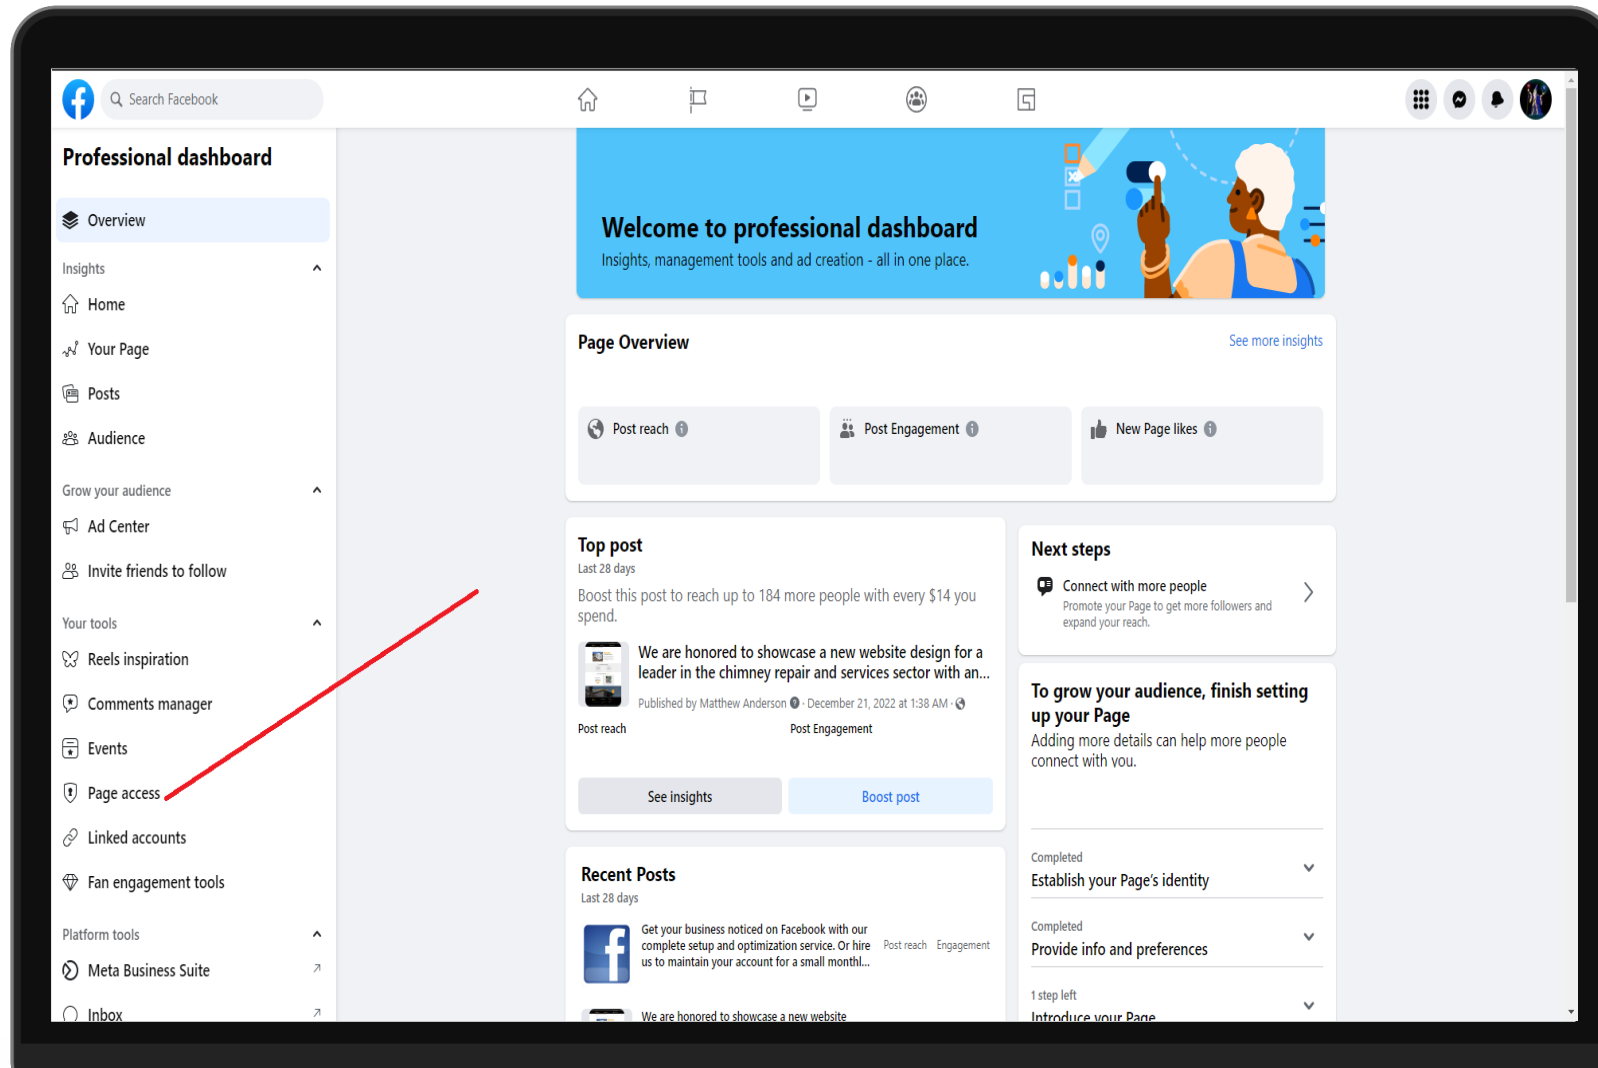 Search Facebook
Professional dashboard
Overview
Insights
Home
Your Page
Posts
Audience
Grow your audience
Ad Center
Invite friends to follow
Your tools
Reels inspiration
Comments manager
Events
Page access
Linked accounts
Fan engagement tools
Platform tools
Meta Business Suite
Inbox
Welcome to professional dashboard
Insights, management tools and ad creation - all in one place.
Page Overview
See more insights
Post reach
Post Engagement
New Page likes
Top post
Last 28 days
Boost this post to reach up to 184 more people with every $14 you
spend.
We are honored to showcase a new website design for a
leader in the chimney repair and services sector with an...
Published by Matthew Anderson · December 21, 2022 at 1:38 AM ·
Post reach
Post Engagement
See insights
Boost post
Recent Posts
Last 28 days
Get your business noticed on Facebook with our
complete setup and optimization service. Or hire
us to maintain your account for a small monthl...
Post reach
Engagement
We are honored to showcase a new website
Next steps
Connect with more people
Promote your Page to get more followers and
expand your reach.
To grow your audience, finish setting
up your Page
Adding more details can help more people
connect with you.
Completed
Establish your Page's identity
Completed
Provide info and preferences
1 step left
Introduce your Page